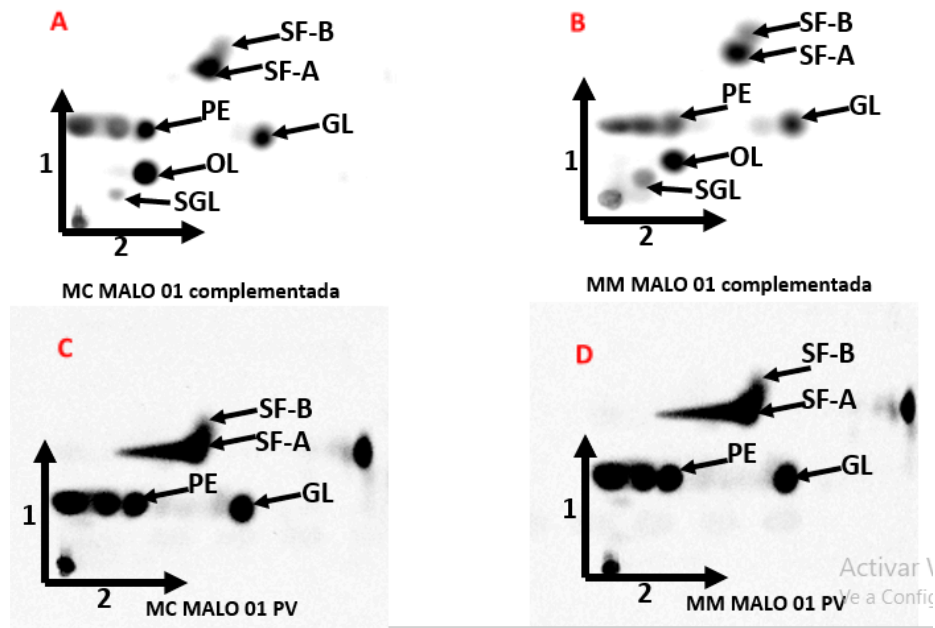 A
SF-B
SF-A
PE
GL
OL
SGL
1
2
MC MALO 01 complementada
B
SF-B
SF-A
PE
GL
OL
SGL
1
2
MM MALO 01 complementada
C
SF-B
SF-A
PE
GL
1
2
MC MALO 01 PV
D
SF-B
SF-A
PE
GL
1
2
MM MALO 01 PV
Activar
Ve a Config